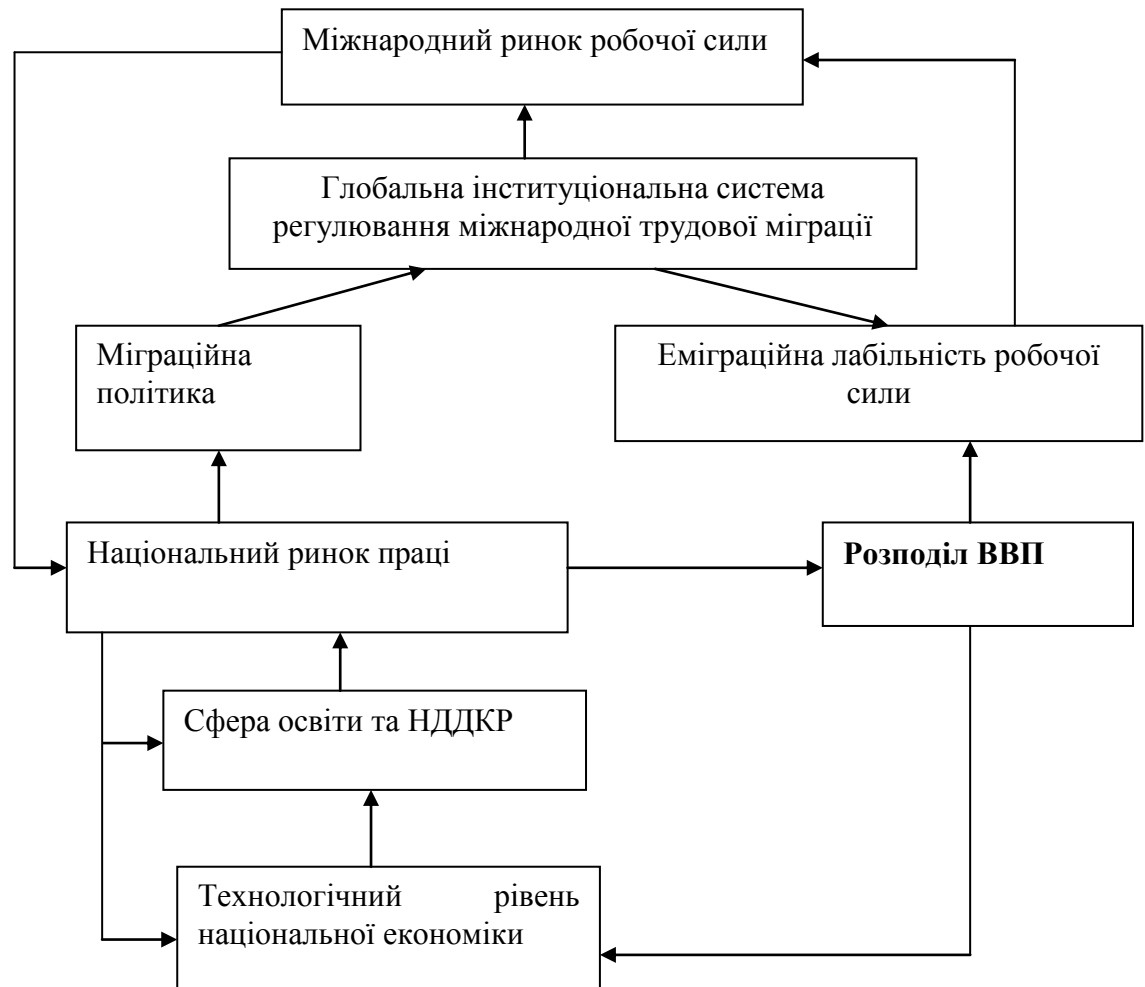 Міжнародний ринок робочої сили
Глобальна інституціональна система
регулювання міжнародної трудової міграції
Міграційна
політика
Еміграційна лабільність робочої
сили
Національний ринок праці
Розподіл ВВП
Сфера освіти та НДДКР
Технологічний рівень
національної економіки